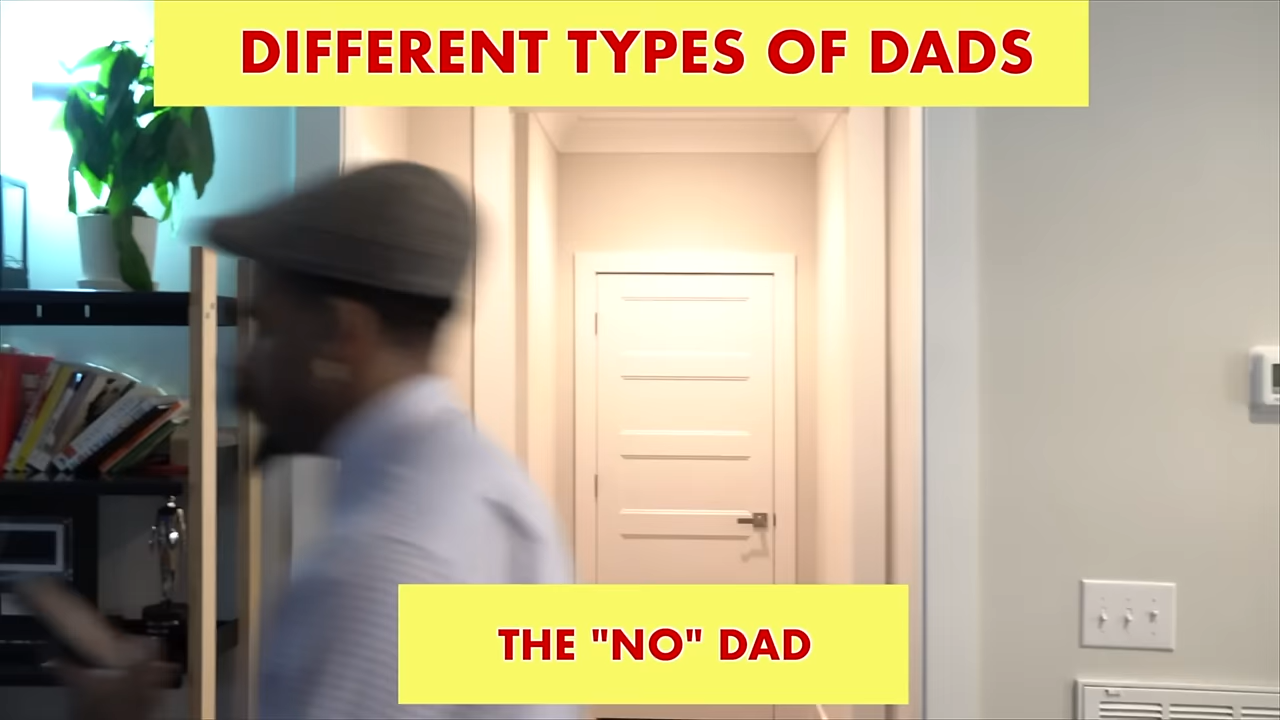 DIFFERENT TYPES OF DADS
THE "NO" DAD